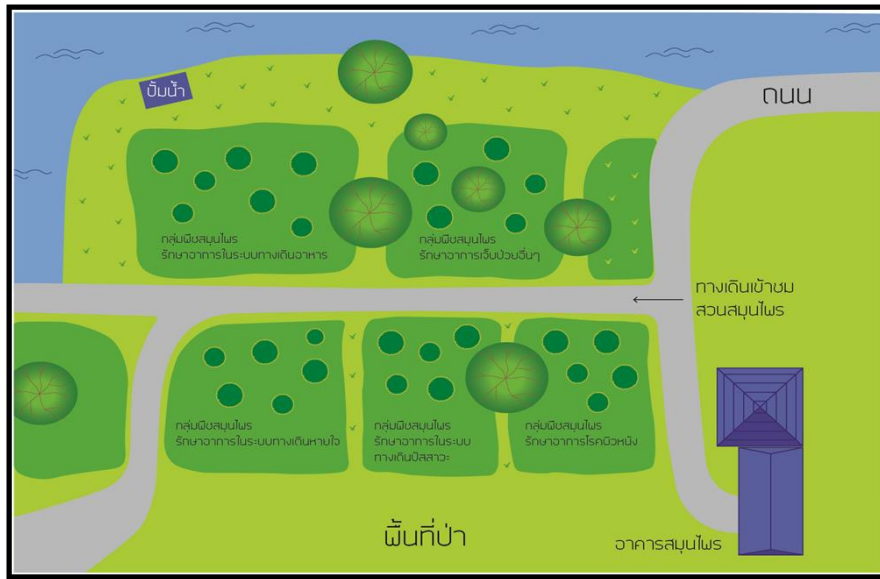 ปั้มน้ำ
ถนน
กลุ่มพืชสมุนไพร
รักษาอาการในระบบทางเดินอาหาร
กลุ่มพืชสมุนไพร
รักษาอาการเจ็บป่วยอื่นๆ
ทางเดินเข้าชม
สวนสมุนไพร
กลุ่มพืชสมุนไพร
รักษาอาการในระบบทางเดินหายใจ
กลุ่มพืชสมุนไพร
รักษาอาการในระบบ
ทางเดินปัสสาวะ
กลุ่มพืชสมุนไพร
รักษาอาการโรคผิวหนัง
พื้นที่ป่า
อาคารสมุนไพร